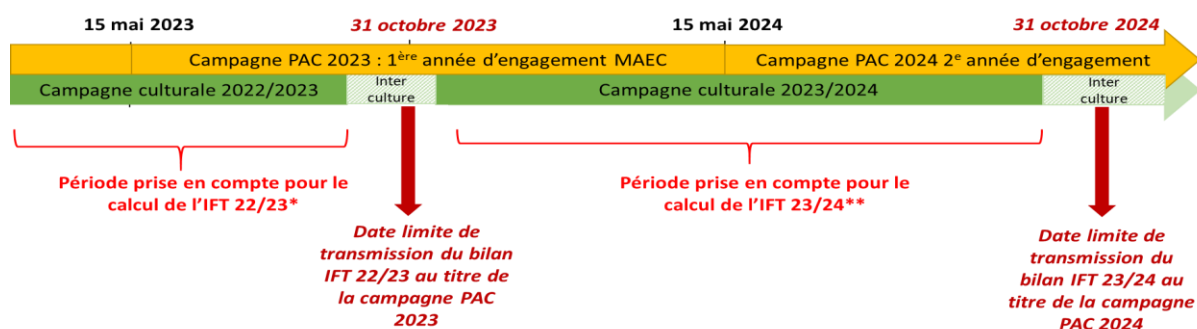 15 mai 2023
31 octobre 2023
15 mai 2024
31 octobre 2024
Campagne PAC 2023 : 1ère année d'engagement MAEC
Campagne PAC 2024 2e année d'engagement
Campagne culturale 2022/2023
Inter
culture
Campagne culturale 2023/2024
Inter
culture
Période prise en compte pour le
calcul de l'IFT 22/23*
Période prise en compte pour le
calcul de l'IFT 23/24**
Date limite de
transmission du bilan
IFT 22/23 au titre de
la campagne PAC
2023
Date limite de
transmission du
bilan IFT 23/24 au
titre de la campagne
PAC 2024